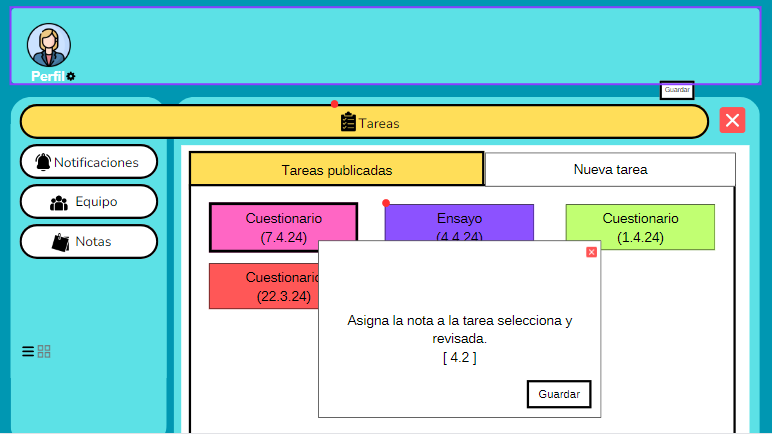 Perfil
Guardar
Tareas
Notificaciones
Equipo
Notas
Tareas publicadas
Nueva tarea
Cuestionario
(7.4.24)
Ensayo
(4.4.24)
Cuestionario
(1.4.24)
Cuestionario
(22.3.24)
Asigna la nota a la tarea selecciona y
revisada.
[ 4.2 ]
Guardar